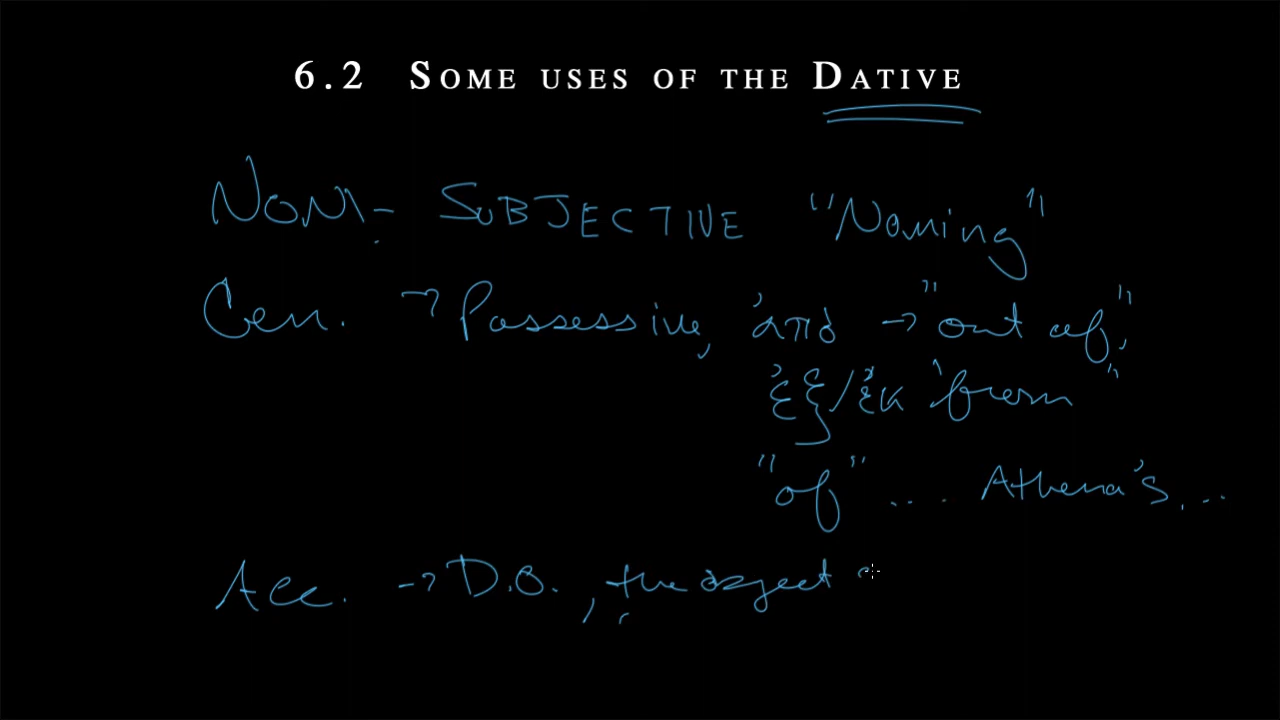 6.2 SOME USES OF THE DATIVE
NOM - SUBJECTIVE "Naming"
Gen. → Possessive, ἀπὸ → "out of,"
ἐξ/ἐκ "from"
"of" .... Athena's...
Acc. → D.O., the object